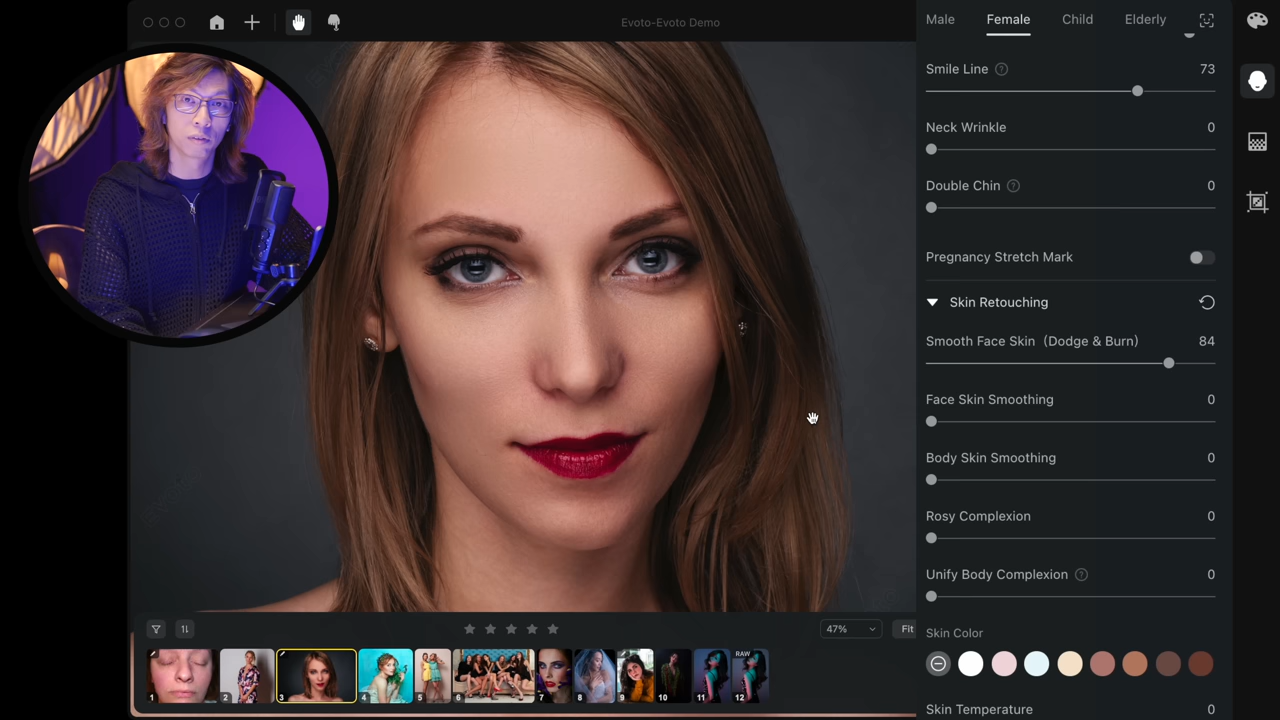 Evoto-Evoto Demo
Male Female Child Elderly
Smile Line ? 73
Neck Wrinkle 0
Double Chin ? 0
Pregnancy Stretch Mark
Skin Retouching
Smooth Face Skin (Dodge & Burn) 84
Face Skin Smoothing 0
Body Skin Smoothing 0
Rosy Complexion 0
Unify Body Complexion ? 0
Skin Color
Skin Temperature 0
47% Fit
RAW
1 2 3 4 5 6 7 8 9 10 11 12